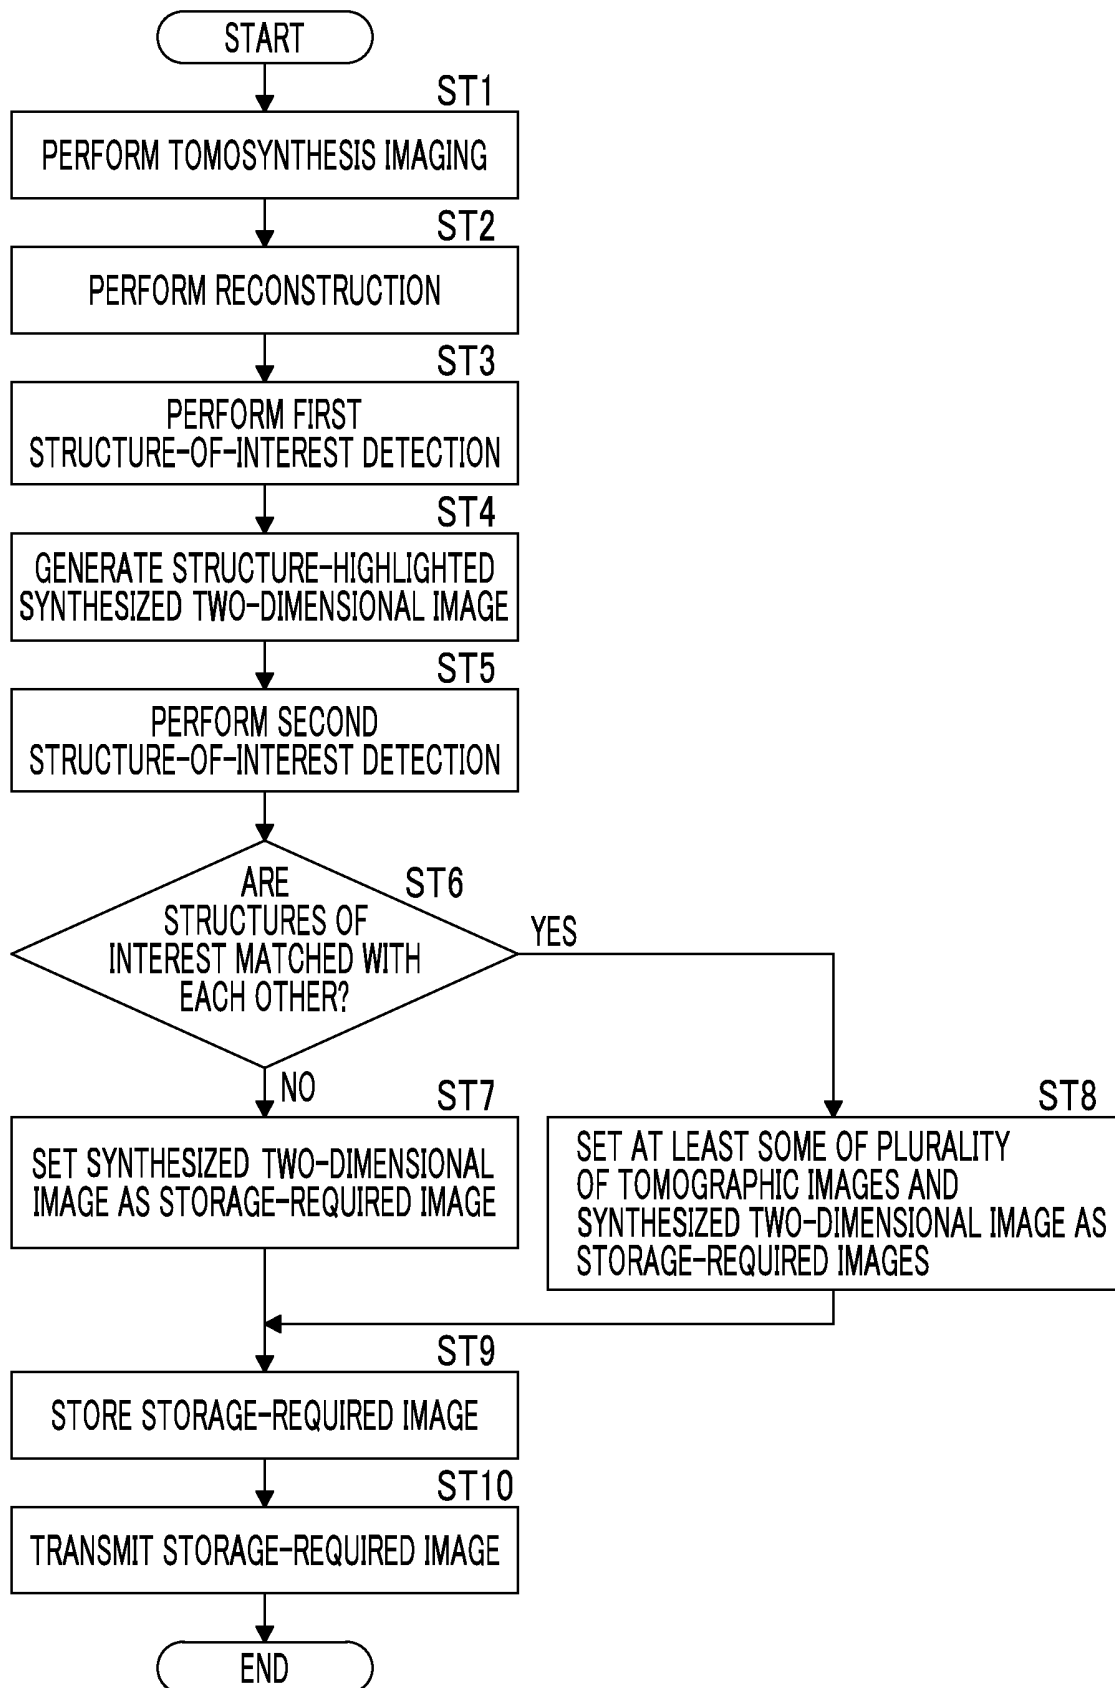 START
ST1
PERFORM TOMOSYNTHESIS IMAGING
ST2
PERFORM RECONSTRUCTION
ST3
PERFORM FIRST
STRUCTURE-OF-INTEREST DETECTION
ST4
GENERATE STRUCTURE-HIGHLIGHTED
SYNTHESIZED TWO-DIMENSIONAL IMAGE
ST5
PERFORM SECOND
STRUCTURE-OF-INTEREST DETECTION
ST6
ARE
STRUCTURES OF
INTEREST MATCHED WITH
EACH OTHER?
YES
NO
ST7
SET SYNTHESIZED TWO-DIMENSIONAL
IMAGE AS STORAGE-REQUIRED IMAGE
ST8
SET AT LEAST SOME OF PLURALITY
OF TOMOGRAPHIC IMAGES AND
SYNTHESIZED TWO-DIMENSIONAL IMAGE AS
STORAGE-REQUIRED IMAGES
ST9
STORE STORAGE-REQUIRED IMAGE
ST10
TRANSMIT STORAGE-REQUIRED IMAGE
END